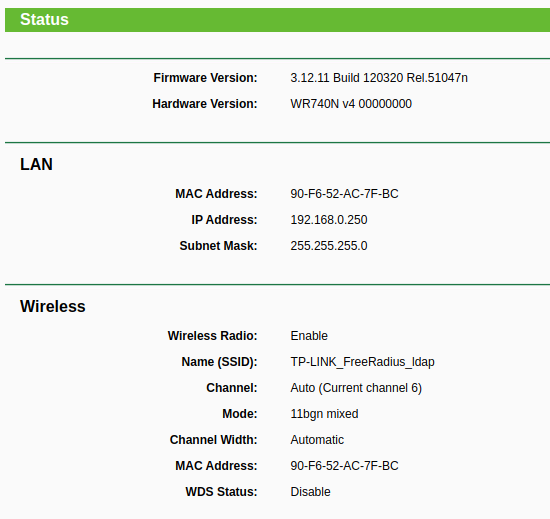 Status
Firmware Version: 3.12.11 Build 120320 Rel.51047n
Hardware Version: WR740N v4 00000000
LAN
MAC Address: 90-F6-52-AC-7F-BC
IP Address: 192.168.0.250
Subnet Mask: 255.255.255.0
Wireless
Wireless Radio: Enable
Name (SSID): TP-LINK_FreeRadius_ldap
Channel: Auto (Current channel 6)
Mode: 11bgn mixed
Channel Width: Automatic
MAC Address: 90-F6-52-AC-7F-BC
WDS Status: Disable